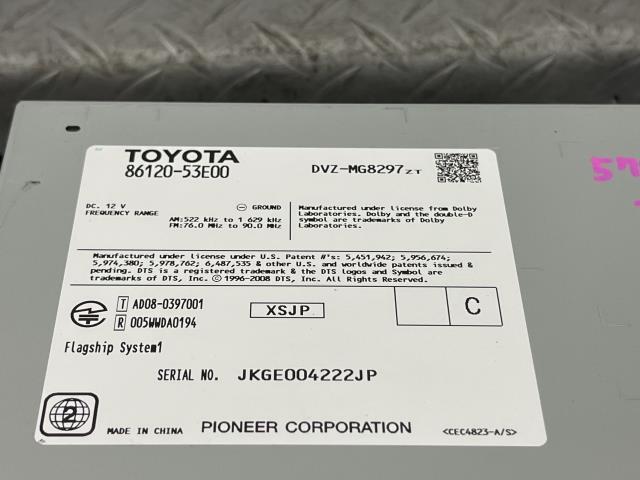 TOYOTA
86120-53E00
DVZ-MG8297ZT
DC. 12 V
⊖ GROUND
FREQUENCY RANGE
AM:522 kHz to 1 629 kHz
FM:76.0 MHz to 90.0 MHz
Manufactured under license from Dolby
Laboratories. Dolby and the double-D
symbol are trademarks of Dolby
Laboratories.
Manufactured under license under U.S. Patent #'s: 5,451,942; 5,956,674;
5,974,380; 5,978,762; 6,487,535 & other U.S. and worldwide patents issued &
pending. DTS is a registered trademark & the DTS logos and Symbol are
trademarks of DTS, Inc. © 1996-2008 DTS, Inc. All Rights Reserved.
T AD08-0397001
R 005WWDA0194
XSJP
C
Flagship System1
SERIAL NO. JKGE004222JP
2
MADE IN CHINA
PIONEER CORPORATION
<CEC4823-A/S>
57